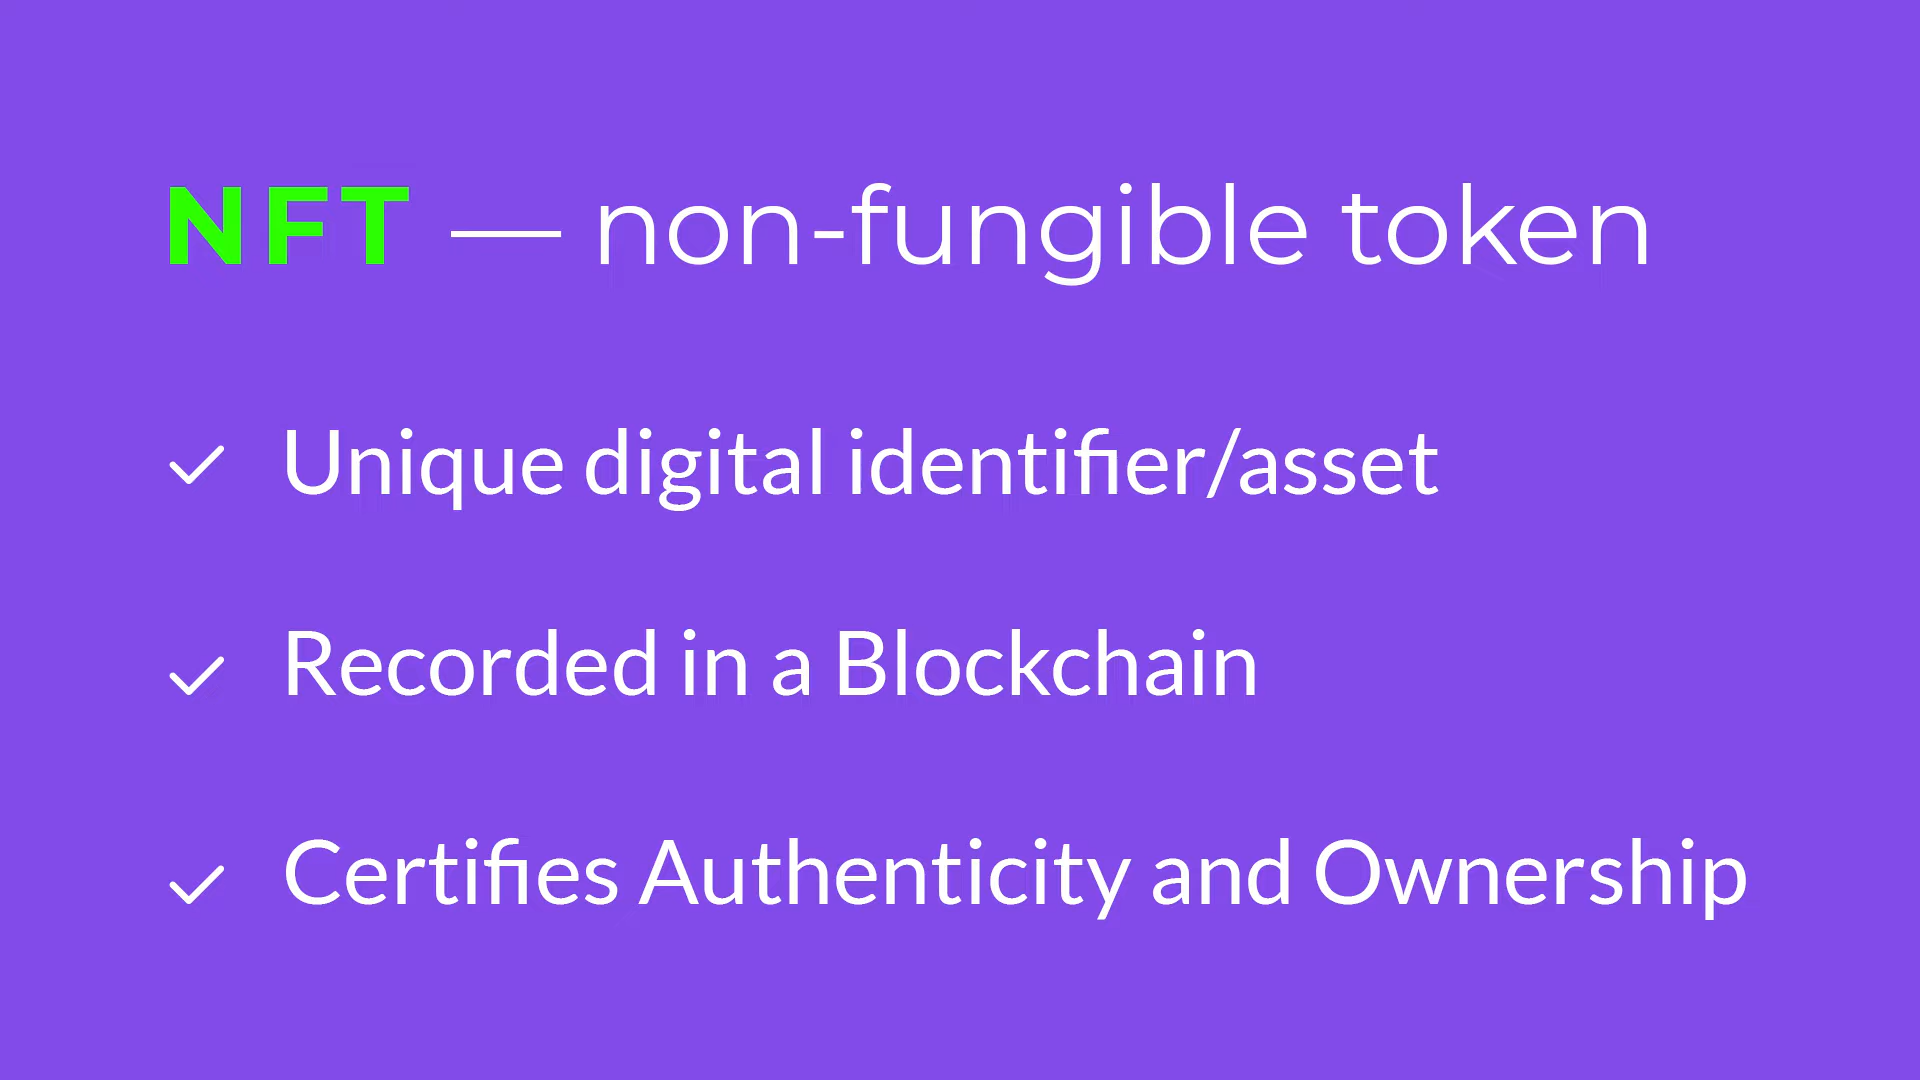 NFT — non-fungible token
Unique digital identifier/asset
Recorded in a Blockchain
Certifies Authenticity and Ownership